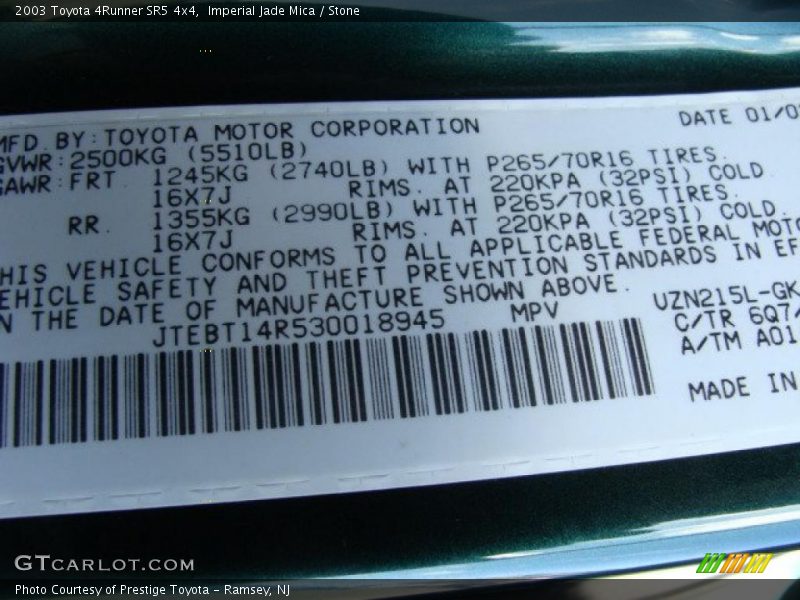 2003 Toyota 4Runner SR5 4x4, Imperial Jade Mica / Stone
DATE 01/0
MFD. BY: TOYOTA MOTOR CORPORATION
GVWR: 2500KG (5510LB)
GAWR: FRT. 1245KG (2740LB) WITH P265/70R16 TIRES.
16X7J RIMS. AT 220KPA (32PSI) COLD
RR. 1355KG (2990LB) WITH P265/70R16 TIRES.
16X7J RIMS. AT 220KPA (32PSI) COLD.
HIS VEHICLE CONFORMS TO ALL APPLICABLE FEDERAL MOTO
EHICLE SAFETY AND THEFT PREVENTION STANDARDS IN EF
N THE DATE OF MANUFACTURE SHOWN ABOVE.
JTEBT14R530018945 MPV UZN215L-GK
C/TR 6Q7/
A/TM A01
MADE IN
GTCARLOT.COM
Photo Courtesy of Prestige Toyota - Ramsey, NJ